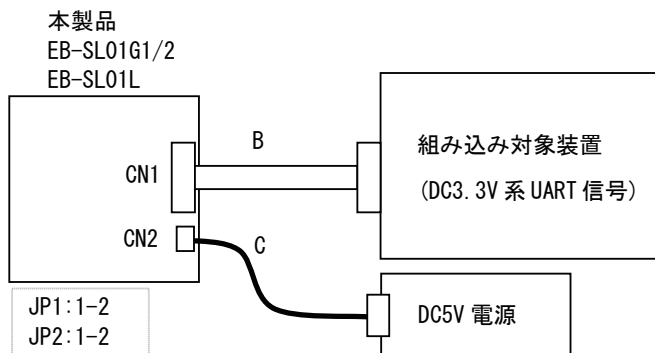 本製品
EB-SL01G1/2
EB-SL01L
B
CN1
組み込み対象装置
(DC3.3V系UART信号)
CN2
C
JP1:1-2
JP2:1-2
DC5V電源